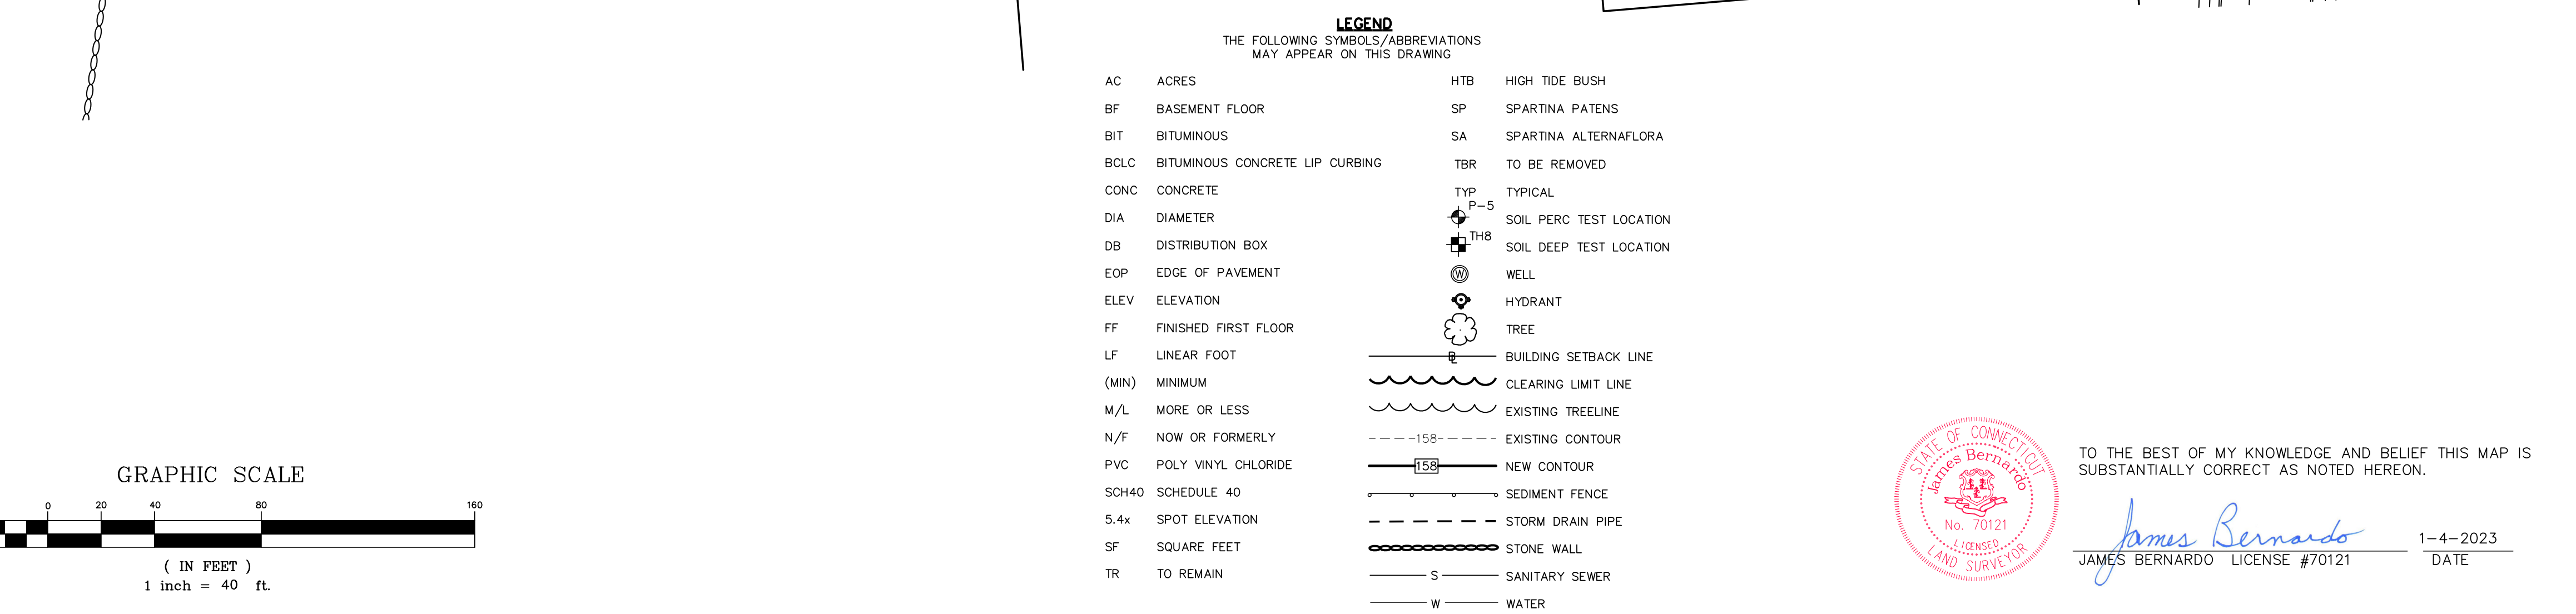 LEGEND
THE FOLLOWING SYMBOLS/ABBREVIATIONS
MAY APPEAR ON THIS DRAWING
AC ACRES
BF BASEMENT FLOOR
BIT BITUMINOUS
BCLC BITUMINOUS CONCRETE LIP CURBING
CONC CONCRETE
DIA DIAMETER
DB DISTRIBUTION BOX
EOP EDGE OF PAVEMENT
ELEV ELEVATION
FF FINISHED FIRST FLOOR
LF LINEAR FOOT
(MIN) MINIMUM
M/L MORE OR LESS
N/F NOW OR FORMERLY
PVC POLY VINYL CHLORIDE
SCH40 SCHEDULE 40
5.4x SPOT ELEVATION
SF SQUARE FEET
TR TO REMAIN
HTB HIGH TIDE BUSH
SP SPARTINA PATENS
SA SPARTINA ALTERNAFLORA
TBR TO BE REMOVED
TYP TYPICAL
P-5 SOIL PERC TEST LOCATION
TH8 SOIL DEEP TEST LOCATION
W WELL
HYDRANT
TREE
BL BUILDING SETBACK LINE
CLEARING LIMIT LINE
EXISTING TREELINE
158 EXISTING CONTOUR
158 NEW CONTOUR
SEDIMENT FENCE
STORM DRAIN PIPE
STONE WALL
S SANITARY SEWER
W WATER
GRAPHIC SCALE
0 20 40 80 160
( IN FEET )
1 inch = 40 ft.
STATE OF CONNECTICUT
James Bernardo
No. 70121
LICENSED
LAND SURVEYOR
TO THE BEST OF MY KNOWLEDGE AND BELIEF THIS MAP IS
SUBSTANTIALLY CORRECT AS NOTED HEREON.
James Bernardo 1-4-2023
JAMES BERNARDO LICENSE #70121 DATE